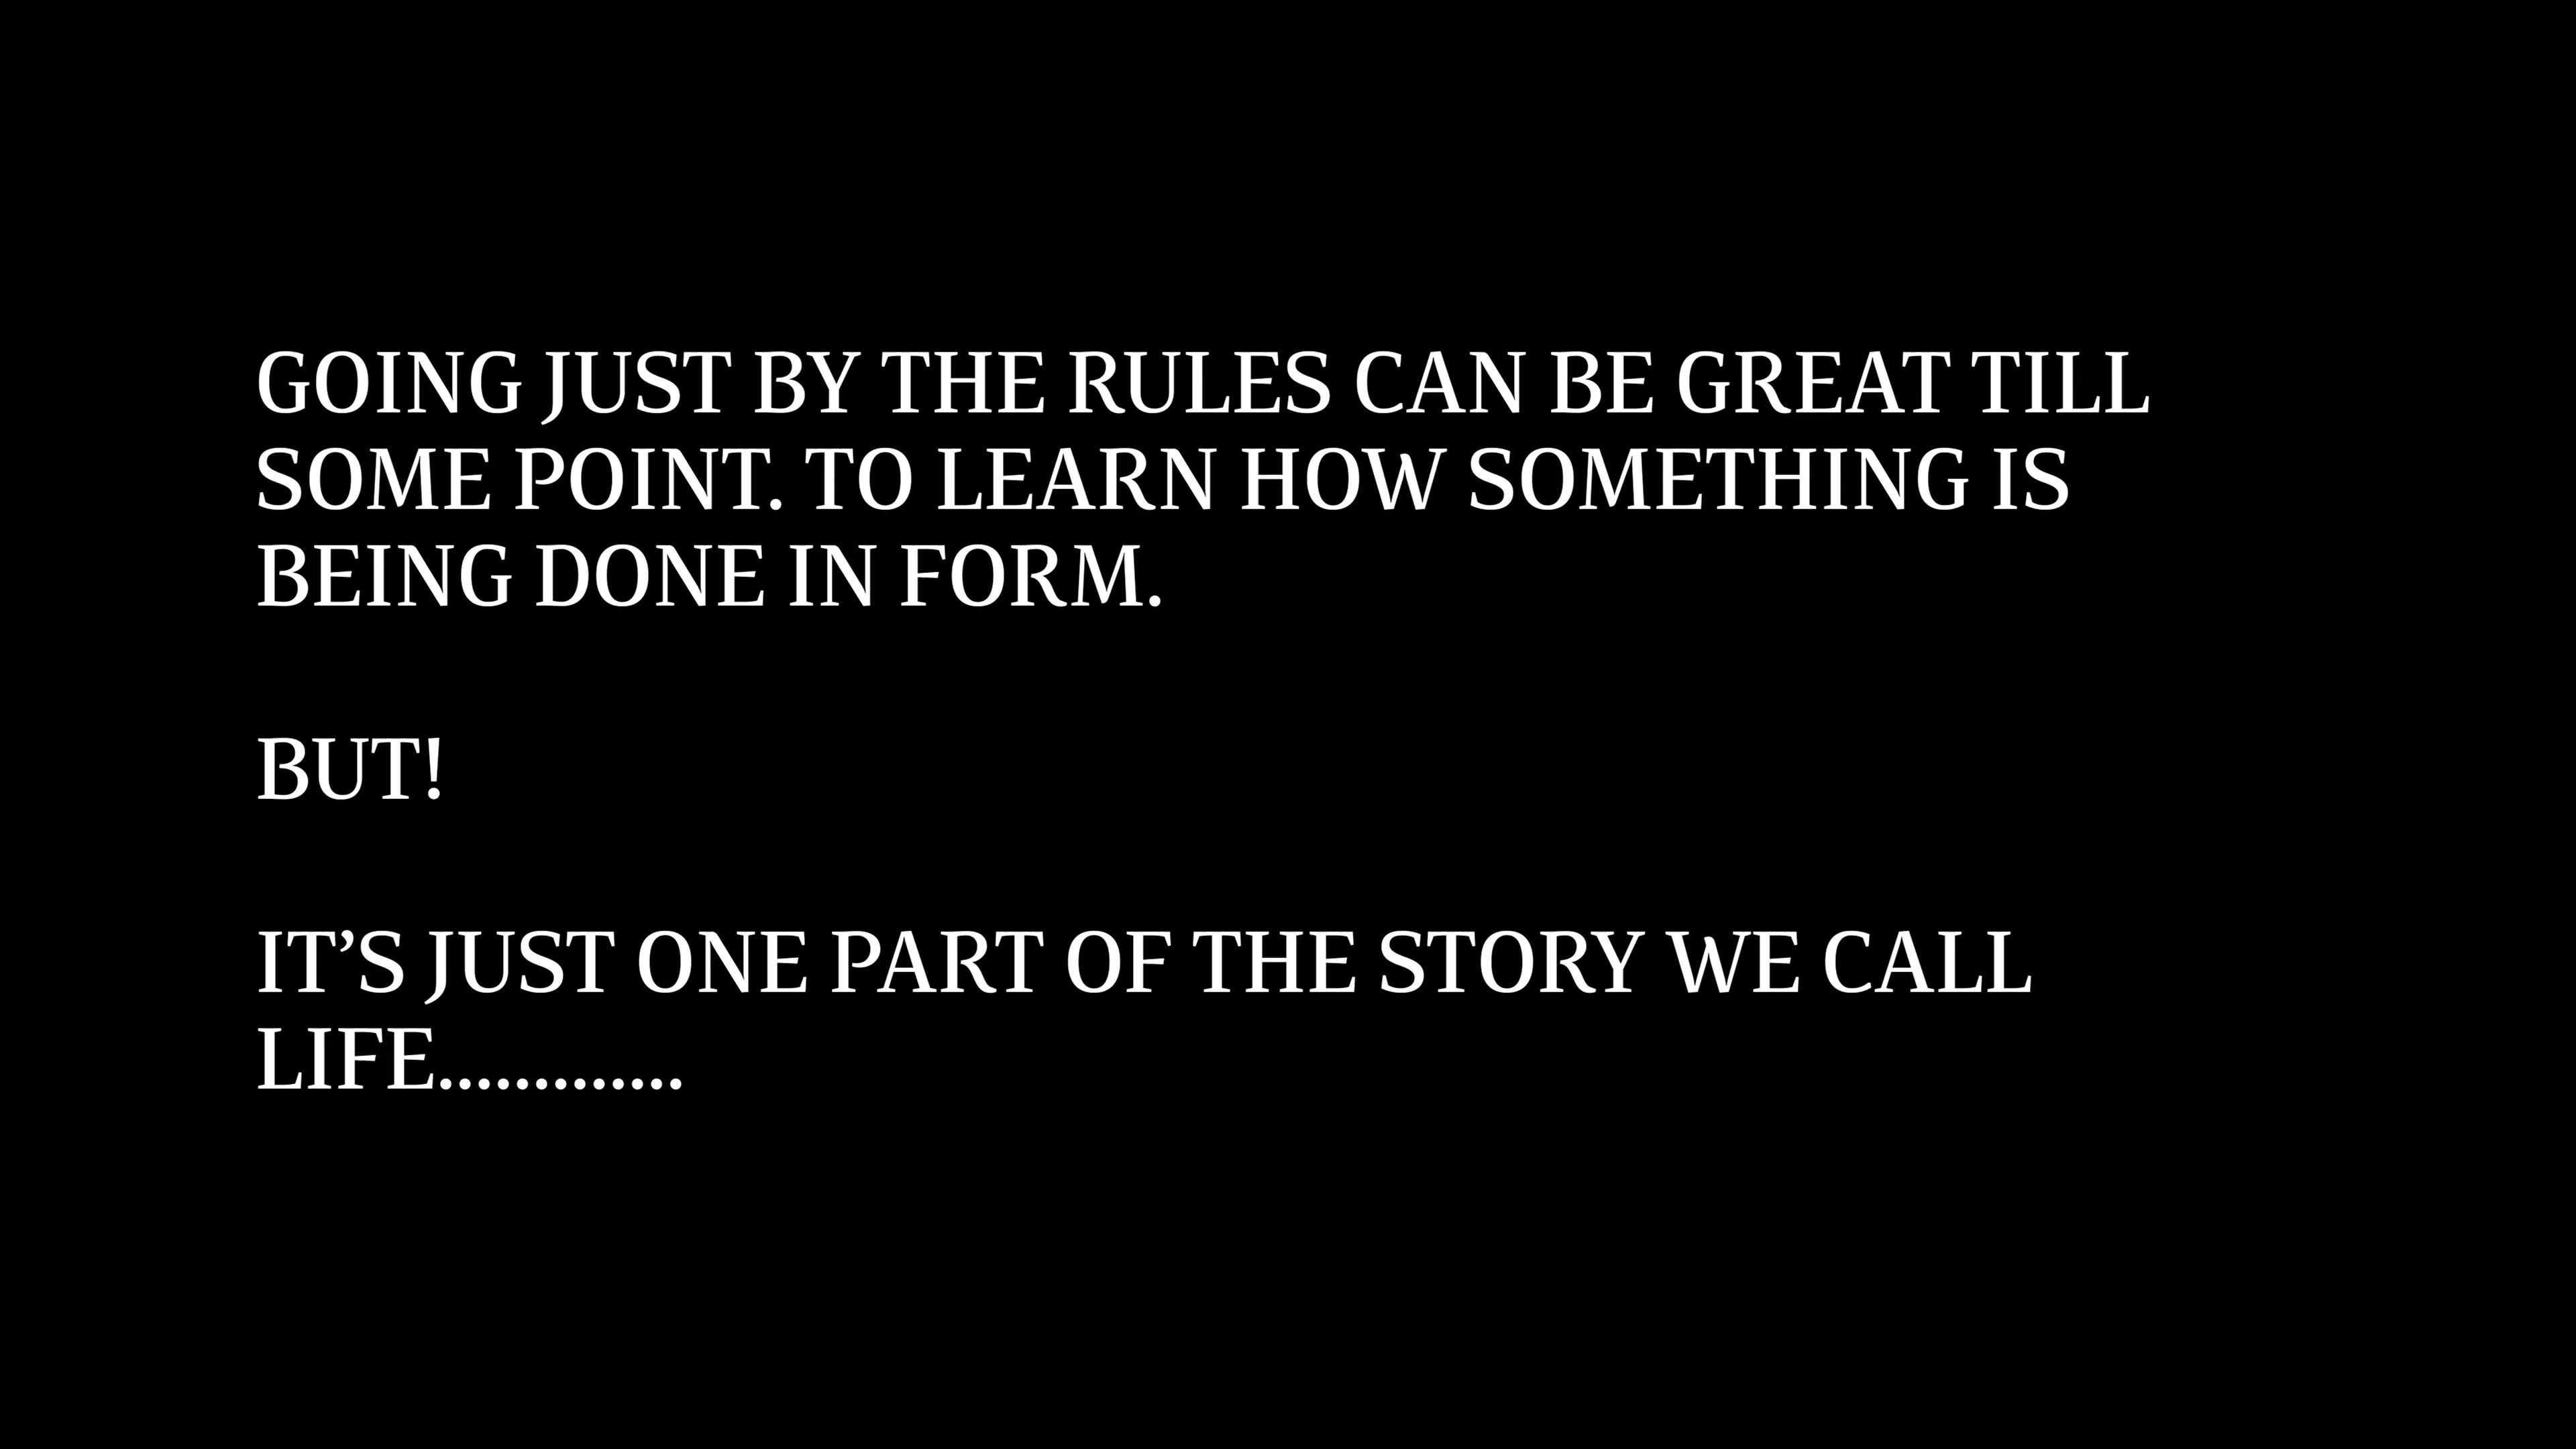 GOING JUST BY THE RULES CAN BE GREAT TILL
SOME POINT. TO LEARN HOW SOMETHING IS
BEING DONE IN FORM.
BUT!
IT’S JUST ONE PART OF THE STORY WE CALL
LIFE.............